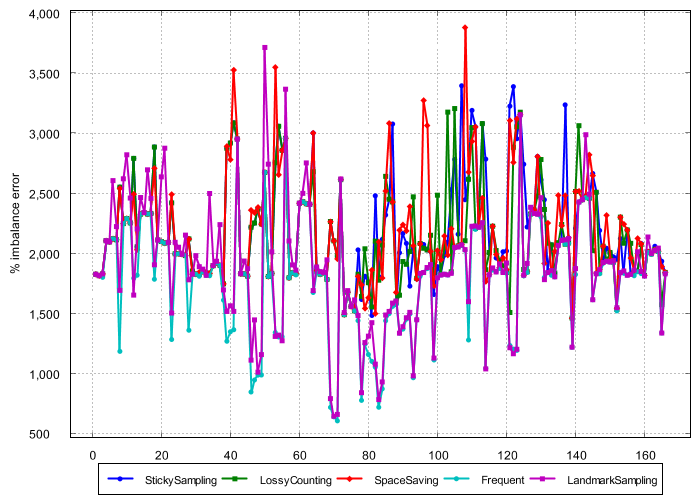 4,000
3,500
3,000
2,500
2,000
1,500
1,000
500
% imbalance error
0 20 40 60 80 100 120 140 160
StickySampling LossyCounting SpaceSaving Frequent LandmarkSampling